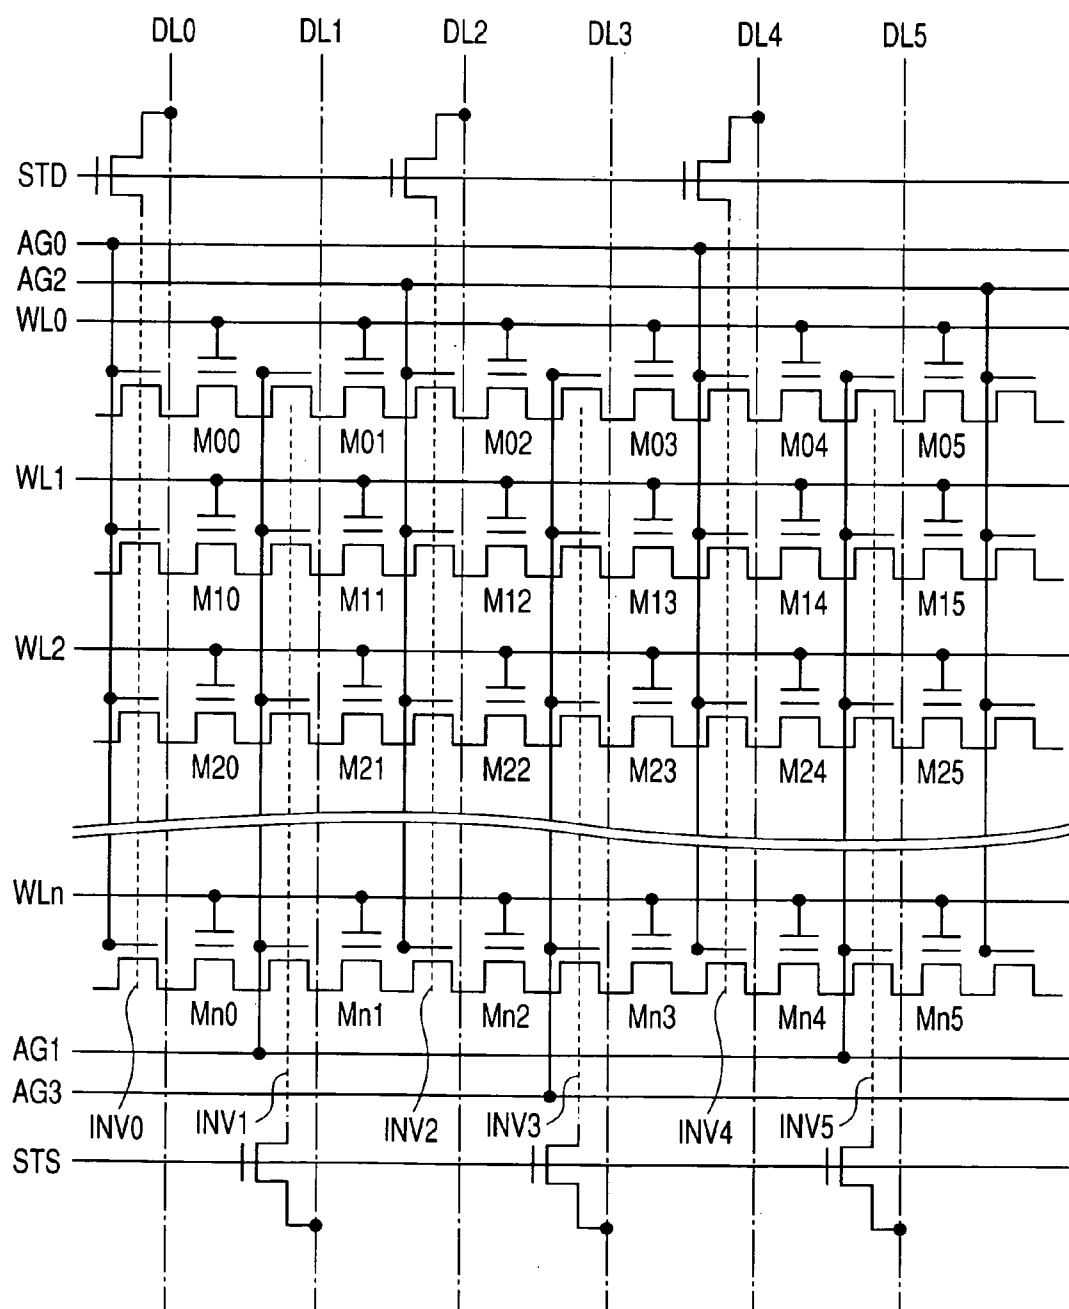 DL0 DL1 DL2 DL3 DL4 DL5
STD
AG0
AG2
WL0
M00 M01 M02 M03 M04 M05
WL1
M10 M11 M12 M13 M14 M15
WL2
M20 M21 M22 M23 M24 M25
WLn
Mn0 Mn1 Mn2 Mn3 Mn4 Mn5
AG1
AG3
INV0 INV1 INV2 INV3 INV4 INV5
STS